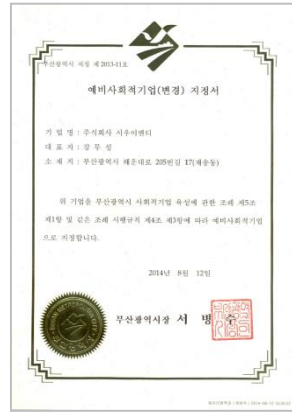 부산광역시 지정 제 2013-11호
예비사회적기업(변경) 지정서
기 업 명 : 주식회사 시우이벤티
대 표 자 : 강무성
소 재 지 : 부산광역시 해운대로 205번길 17(재송동)
위 기업을 부산광역시 사회적기업 육성에 관한 조례 제5조
제1항 및 같은 조례 시행규칙 제4조 제3항에 따라 예비사회적기업
으로 지정합니다.
2014년 8월 12일
부산광역시장 서 병 수